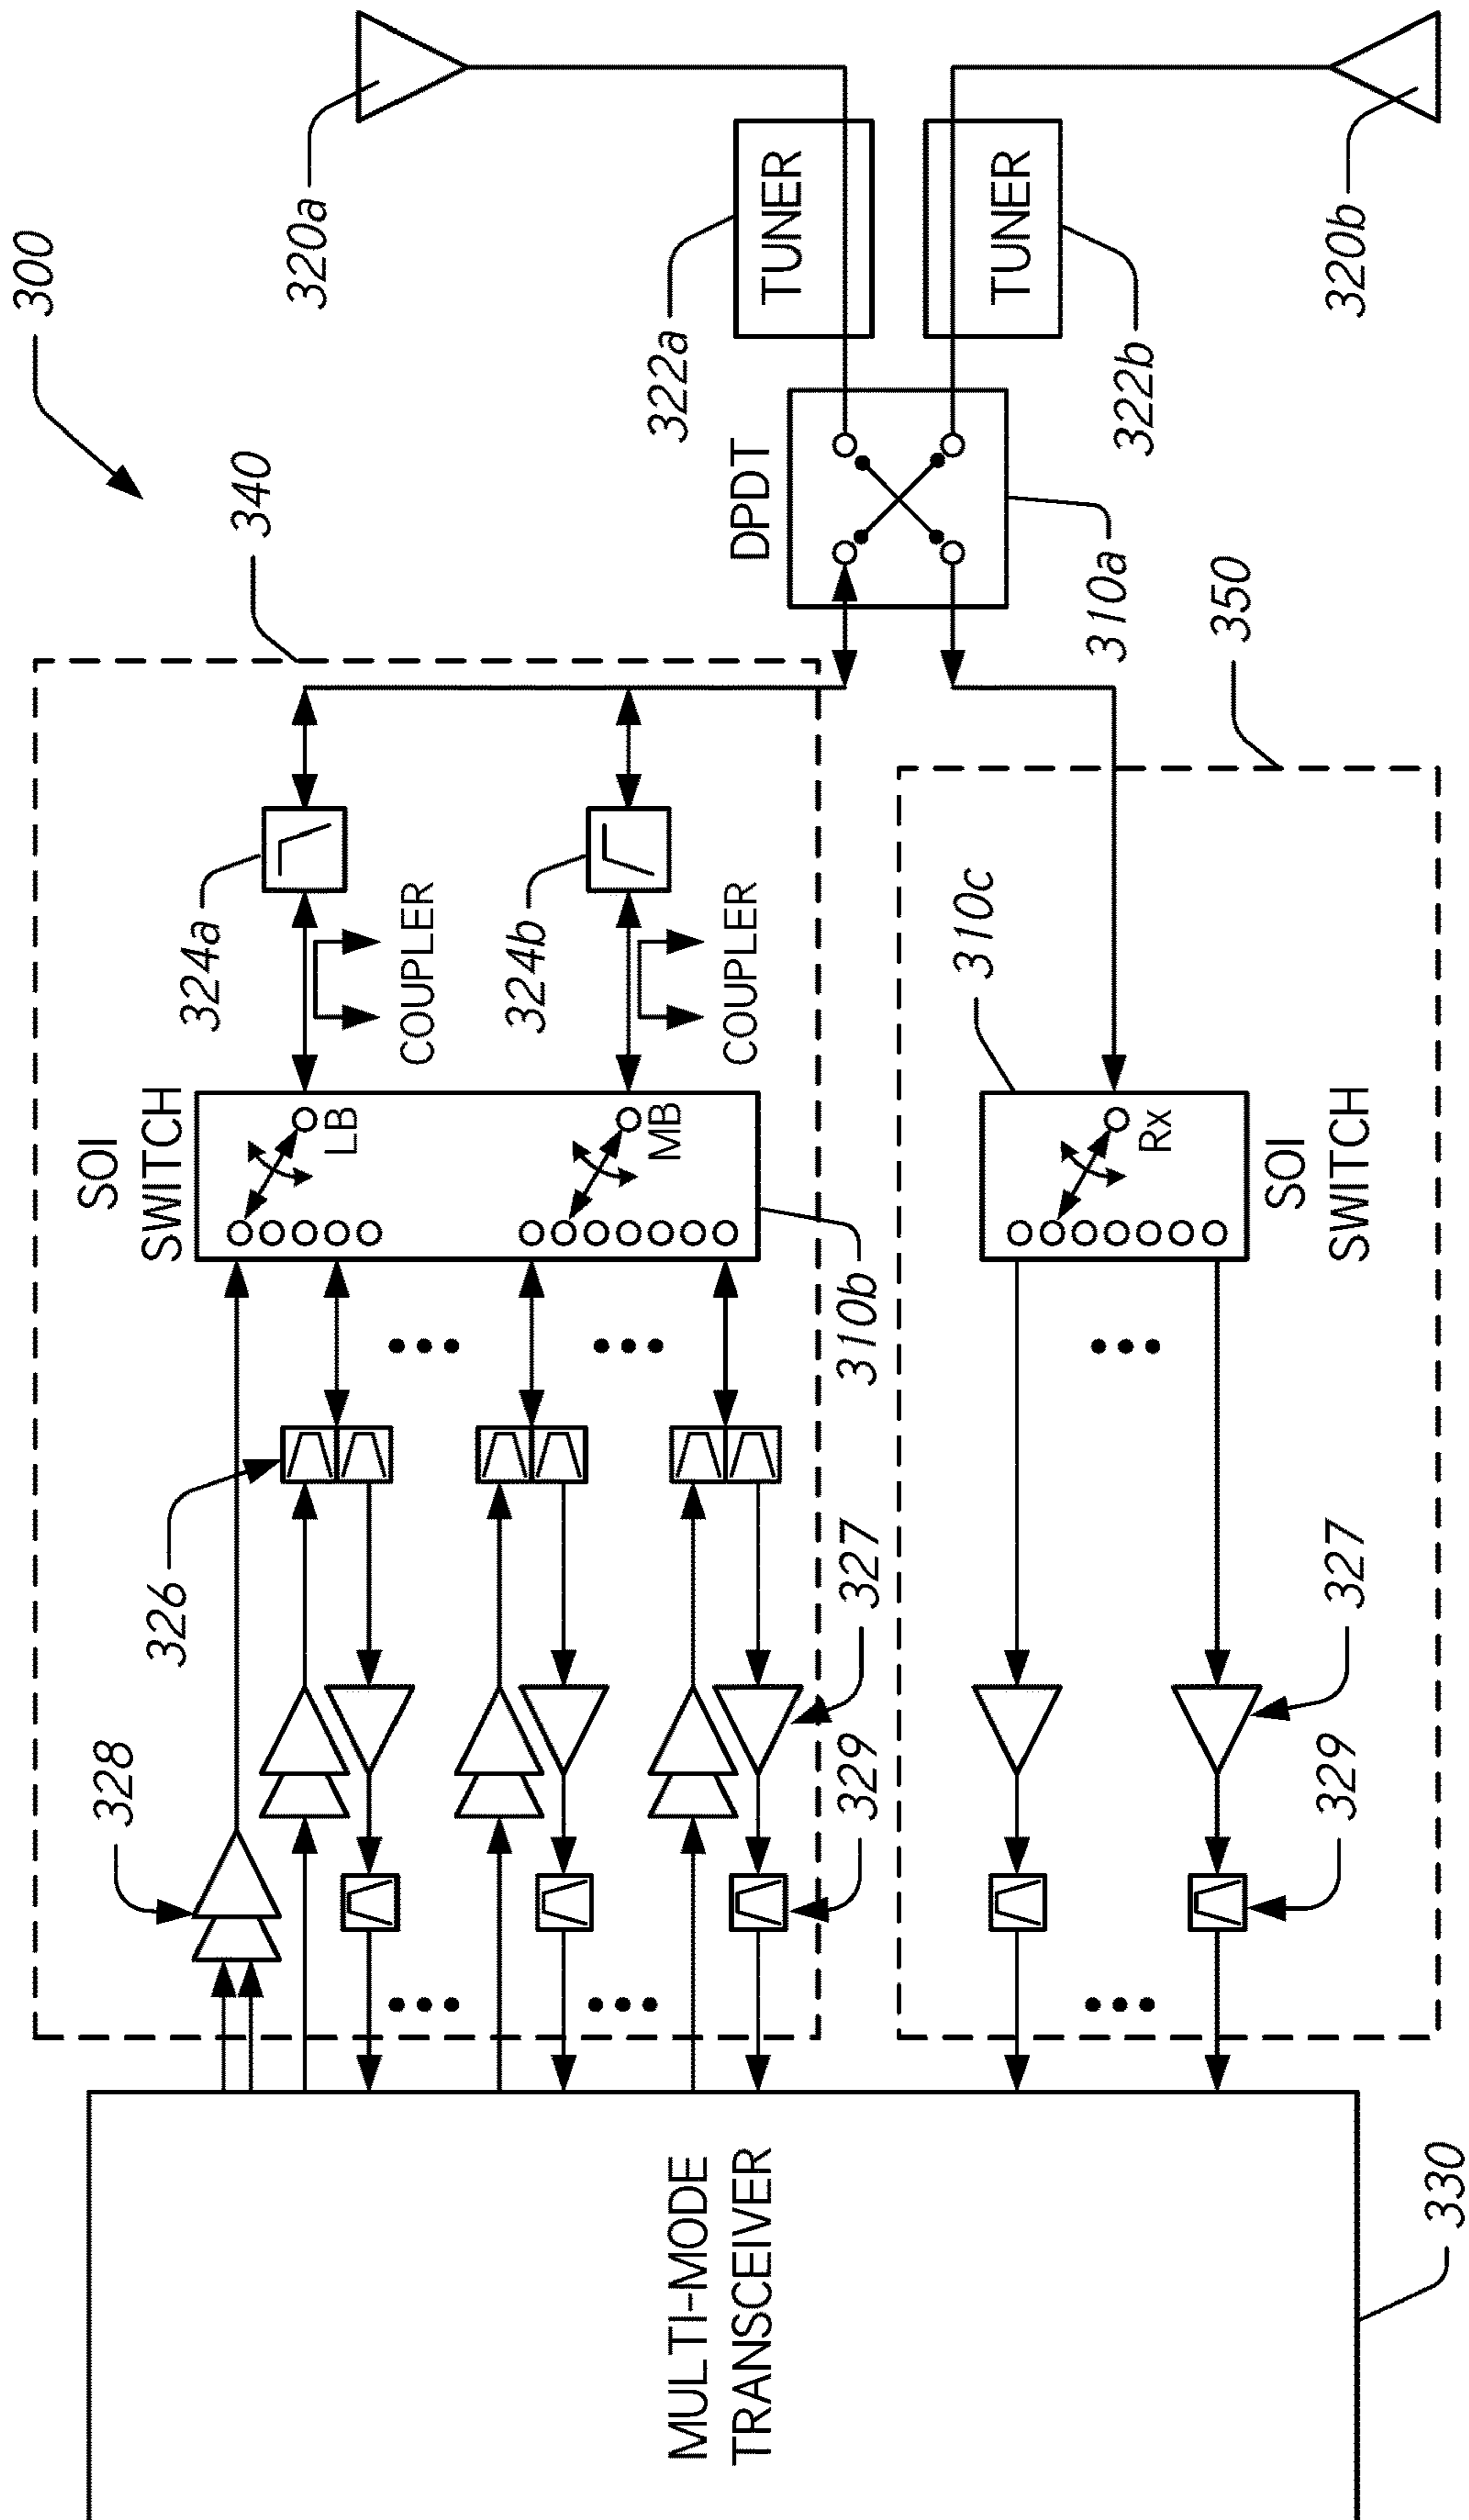 300
320a
340
322a
TUNER
TUNER
322b
320b
DPDT
310a
350
324a
COUPLER
324b
COUPLER
310c
SOI
SWITCH
LB
MB
Rx
SOI
SWITCH
310b
326
327
327
328
329
329
MULTI-MODE
TRANSCEIVER
330